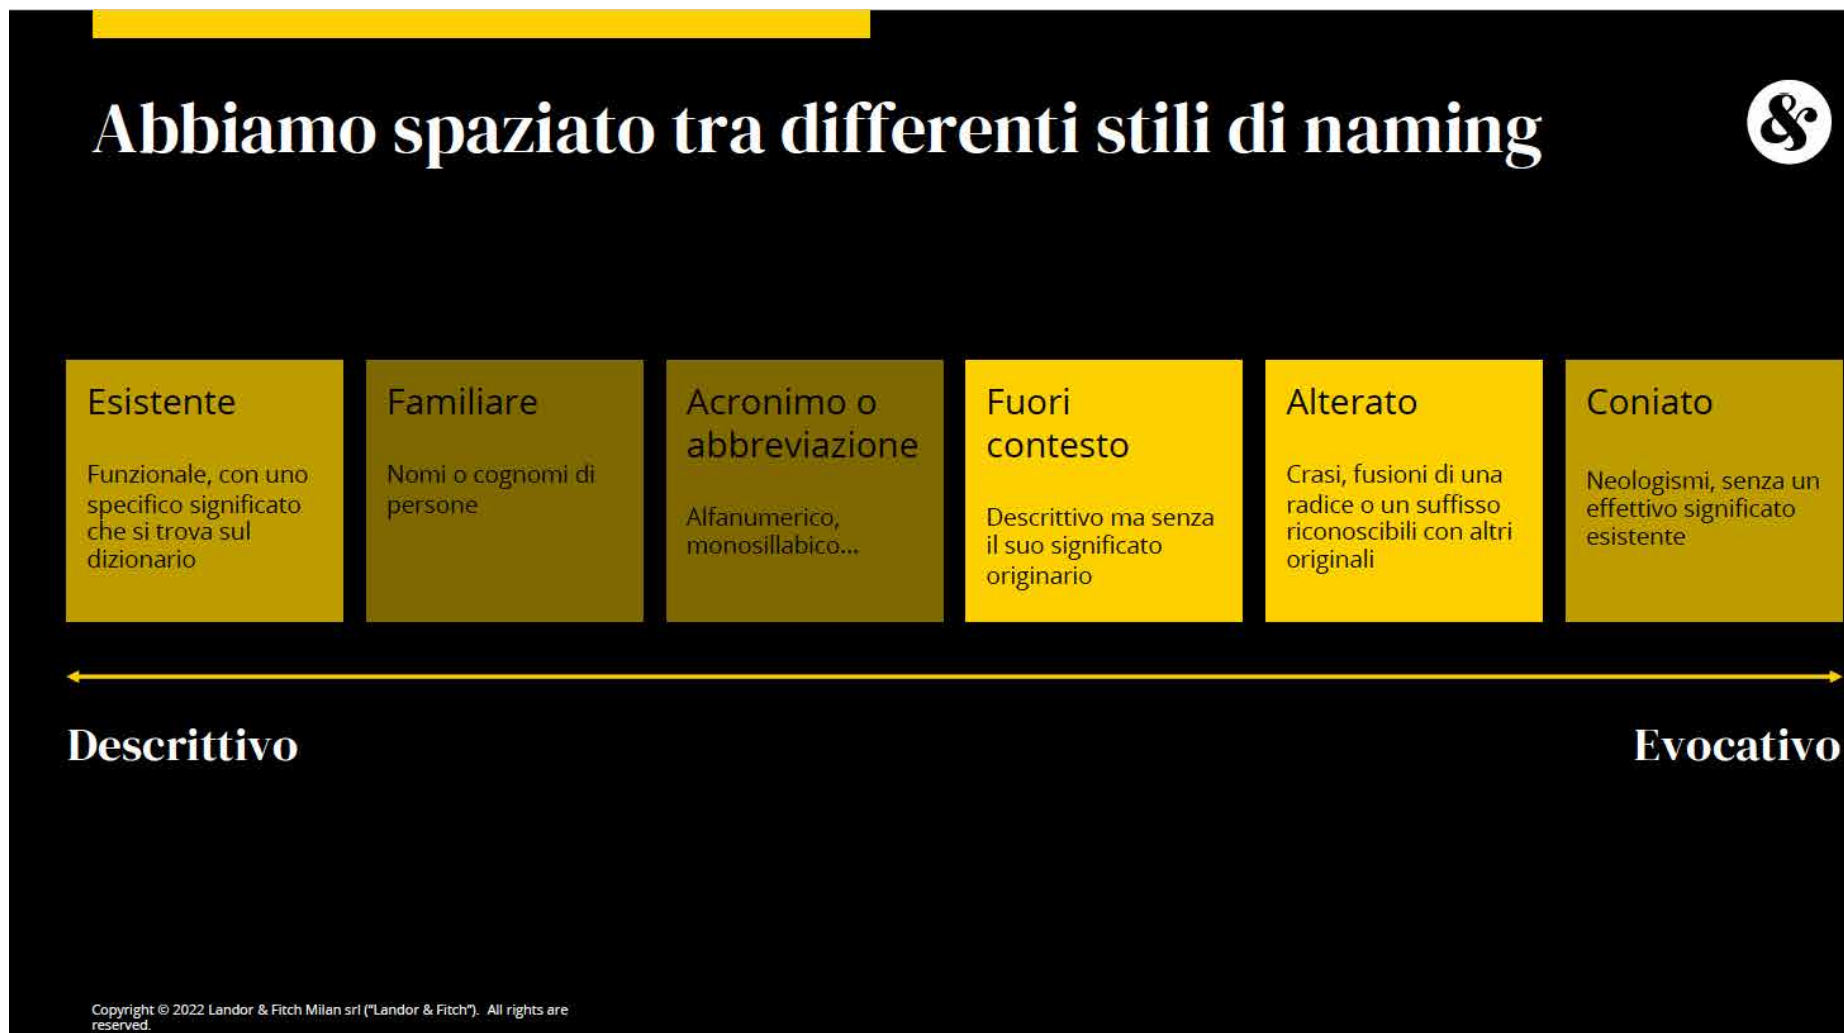 Abbiamo spaziato tra differenti stili di naming
&
Esistente
Funzionale, con uno
specifico significato
che si trova sul
dizionario
Familiare
Nomi o cognomi di
persone
Acronimo o
abbreviazione
Alfanumerico,
monosillabico...
Fuori
contesto
Descrittivo ma senza
il suo significato
originario
Alterato
Crasi, fusioni di una
radice o un suffisso
riconoscibili con altri
originali
Coniato
Neologismi, senza un
effettivo significato
esistente
Descrittivo
Evocativo
Copyright © 2022 Landor & Fitch Milan srl ("Landor & Fitch"). All rights are
reserved.